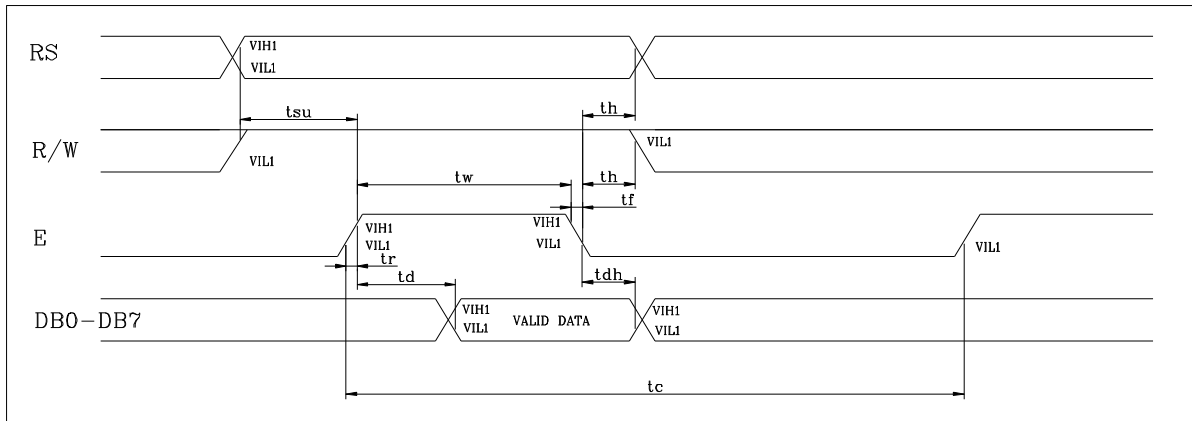 RS
VIH1
VIL1
tsu
th
R/W
VIL1
VIL1
tw
th
tf
E
VIH1
VIL1
VIH1
VIL1
VIL1
tr
td
tdh
DB0-DB7
VIH1
VIL1
VALID DATA
VIH1
VIL1
tc